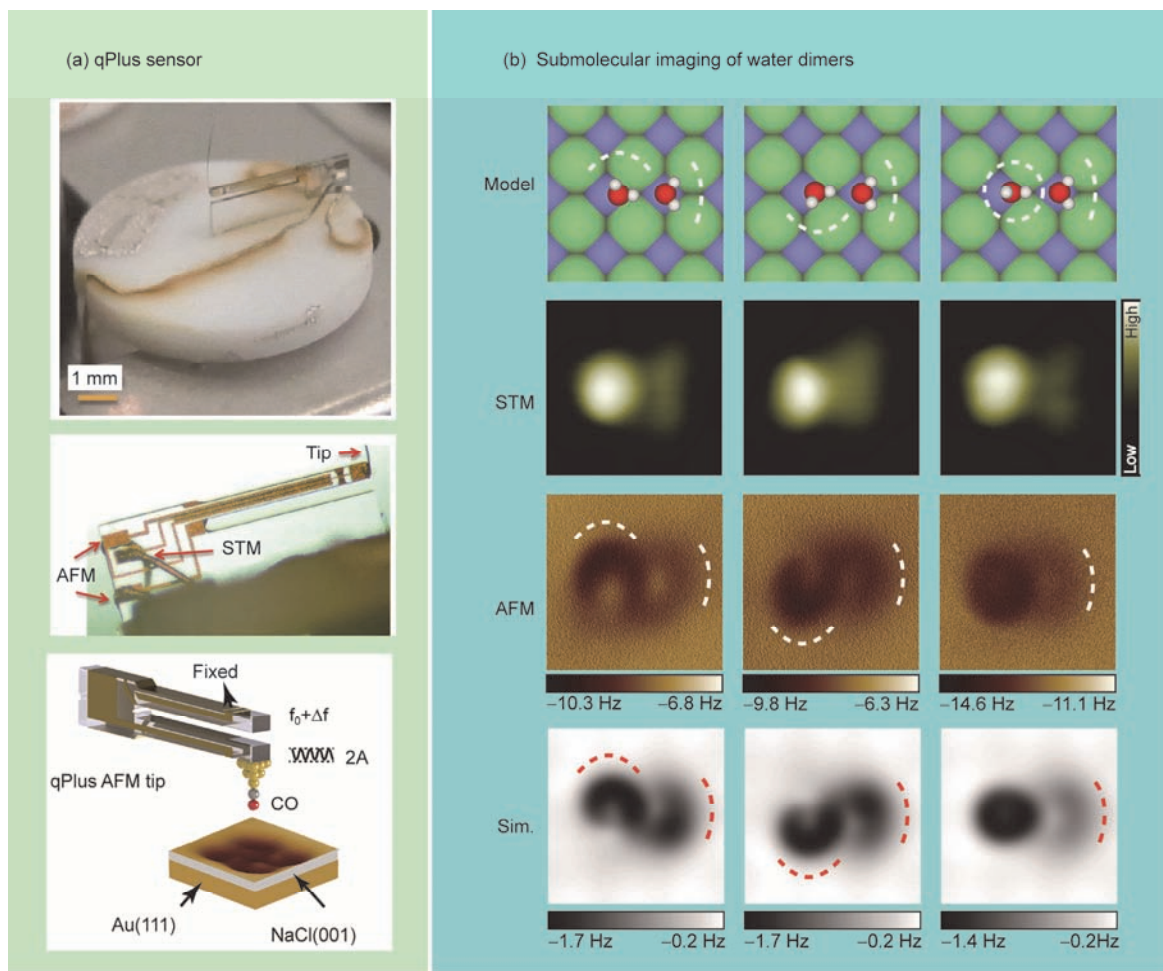 (a) qPlus sensor
1 mm
Tip
STM
AFM
Fixed
f₀+Δf
2A
qPlus AFM tip
CO
Au(111)
NaCl(001)
(b) Submolecular imaging of water dimers
Model
STM
High
Low
AFM
−10.3 Hz −6.8 Hz −9.8 Hz −6.3 Hz −14.6 Hz −11.1 Hz
Sim.
−1.7 Hz −0.2 Hz −1.7 Hz −0.2 Hz −1.4 Hz −0.2Hz